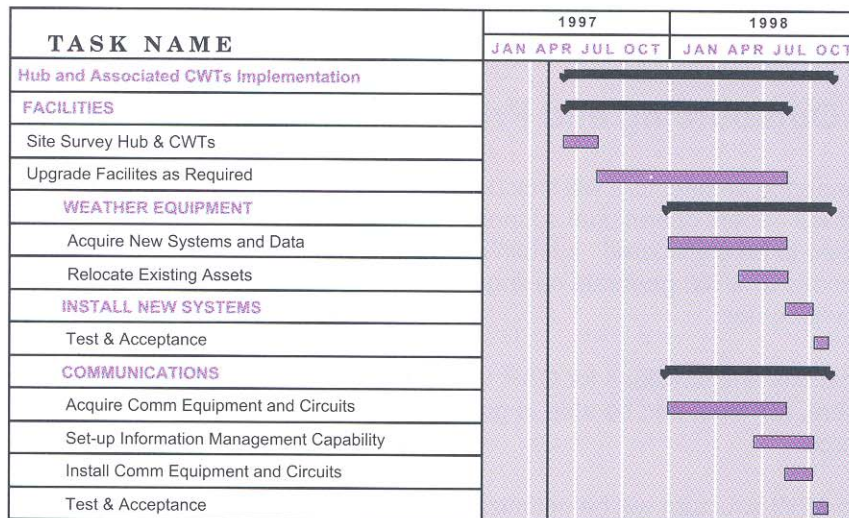 1997 1998
TASK NAME
JAN APR JUL OCT JAN APR JUL OCT
Hub and Associated CWTs Implementation
FACILITIES
Site Survey Hub & CWTs
Upgrade Facilites as Required
WEATHER EQUIPMENT
Acquire New Systems and Data
Relocate Existing Assets
INSTALL NEW SYSTEMS
Test & Acceptance
COMMUNICATIONS
Acquire Comm Equipment and Circuits
Set-up Information Management Capability
Install Comm Equipment and Circuits
Test & Acceptance